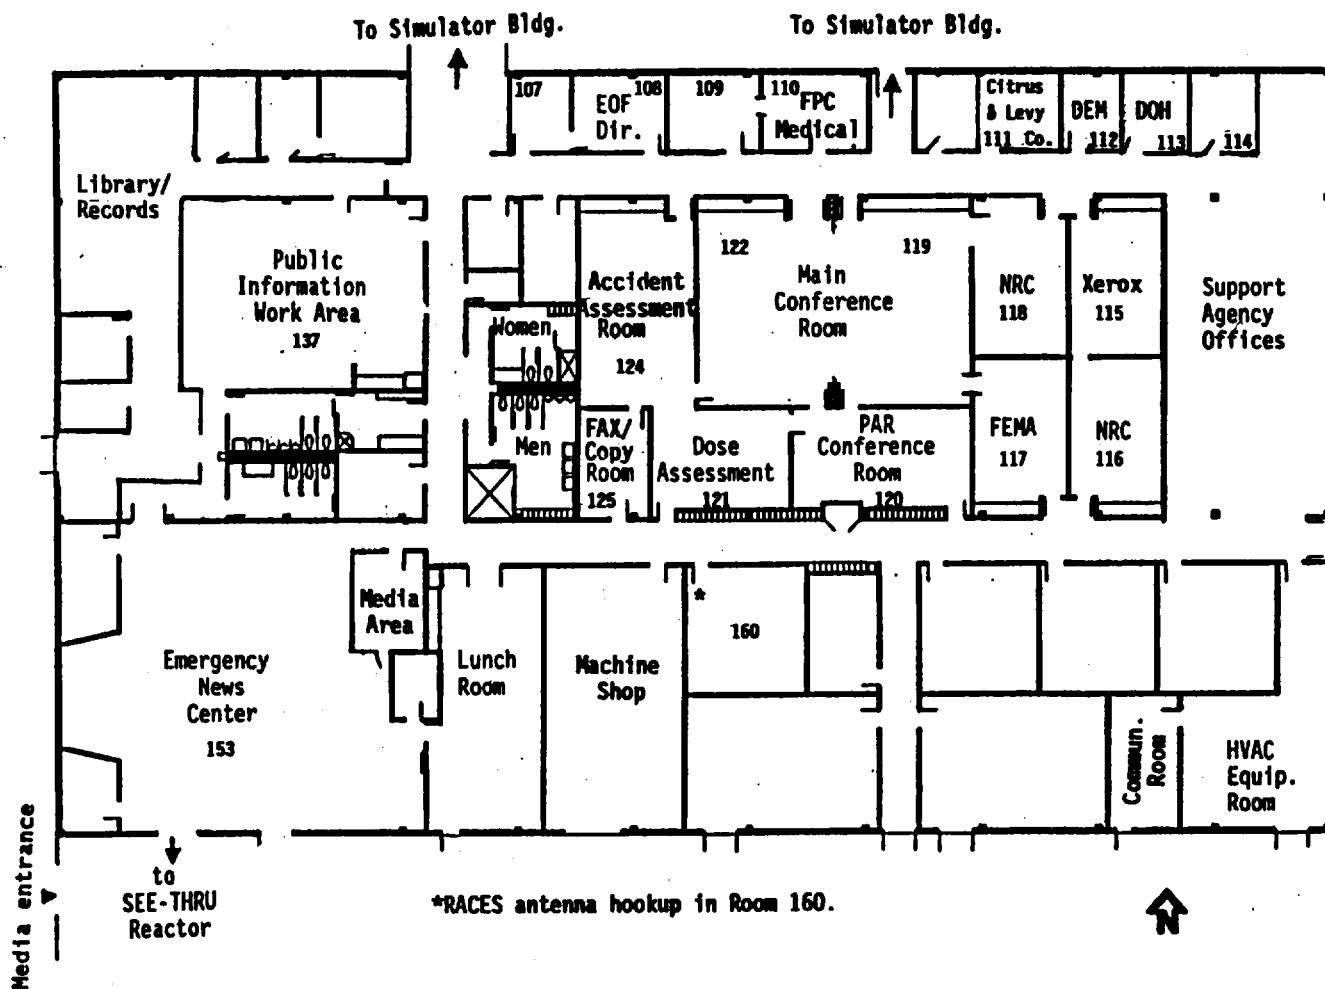 To Simulator Bldg.
To Simulator Bldg.
107
EOF 108
Dir.
109
110
FPC
Medical
Citrus
& Levy
111 Co.
DEM
112
DOH
113
114
Library/
Records
Public
Information
Work Area
137
Women
Men
Accident
Assessment
Room
124
122
119
Main
Conference
Room
NRC
118
Xerox
115
Support
Agency
Offices
FAX/
Copy
Room
125
Dose
Assessment
121
PAR
Conference
Room
120
FEMA
117
NRC
116
Media
Area
*
160
Emergency
News
Center
153
Lunch
Room
Machine
Shop
Commun.
Room
HVAC
Equip.
Room
Media entrance
to
SEE-THRU
Reactor
*RACES antenna hookup in Room 160.
N